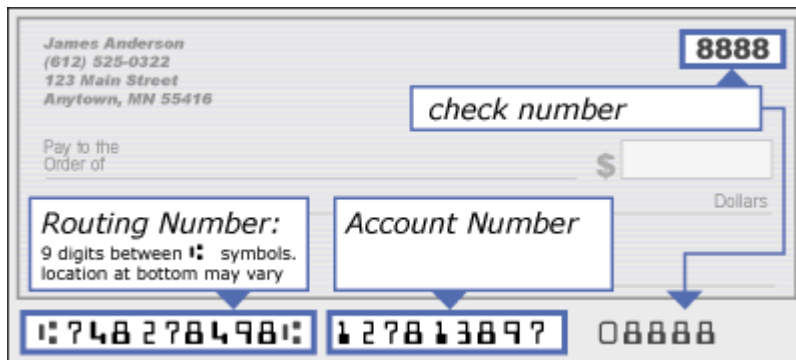 James Anderson
(612) 525-0322
123 Main Street
Anytown, MN 55416
8888
check number
Pay to the
Order of
$
Dollars
Routing Number:
9 digits between ⑆ symbols.
location at bottom may vary
Account Number
⑆748278498⑆ 127813897 08888